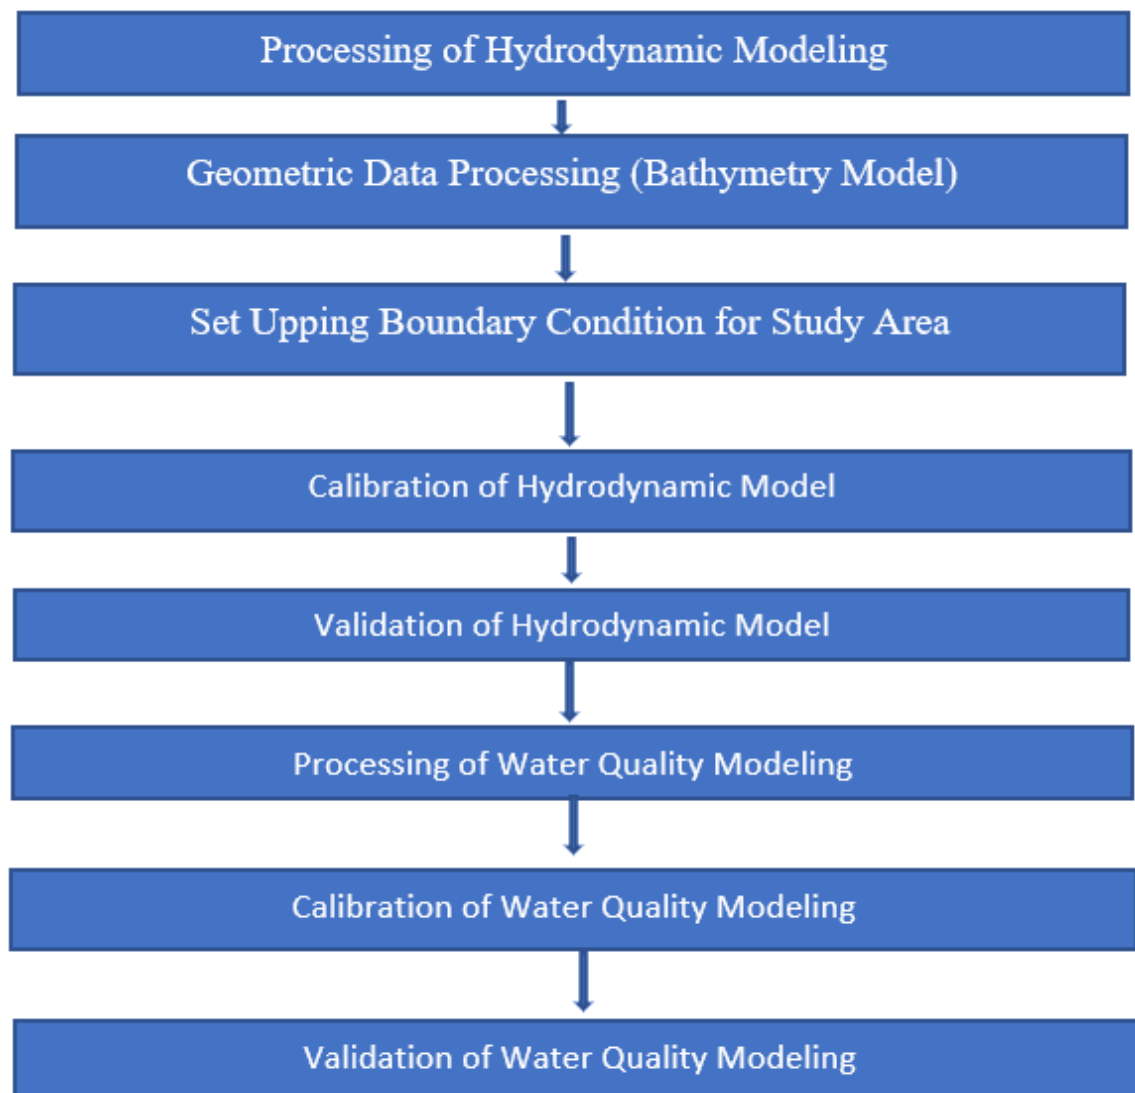 Processing of Hydrodynamic Modeling
Geometric Data Processing (Bathymetry Model)
Set Upping Boundary Condition for Study Area
Calibration of Hydrodynamic Model
Validation of Hydrodynamic Model
Processing of Water Quality Modeling
Calibration of Water Quality Modeling
Validation of Water Quality Modeling